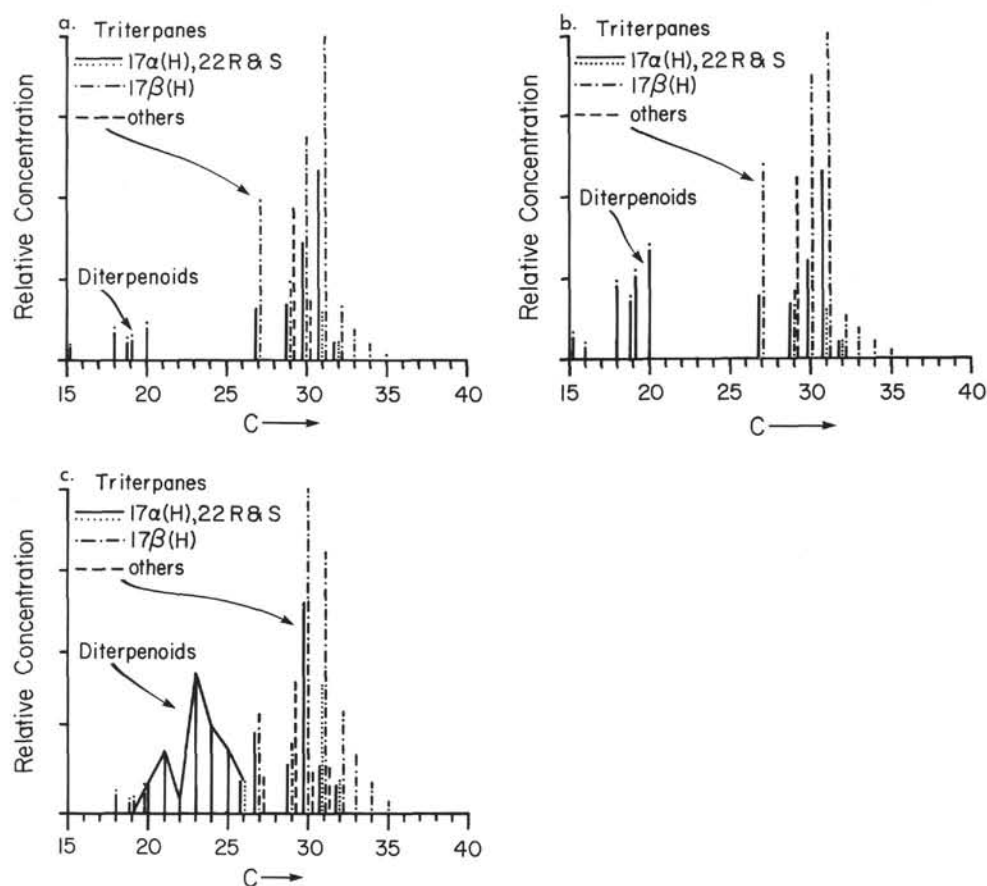 a.
Triterpanes
17α(H), 22 R & S
17β(H)
others
Diterpenoids
Relative Concentration
15 20 25 30 35 40
C
b.
Triterpanes
17α(H), 22 R & S
17β(H)
others
Diterpenoids
Relative Concentration
15 20 25 30 35 40
C
c.
Triterpanes
17α(H), 22 R & S
17β(H)
others
Diterpenoids
Relative Concentration
15 20 25 30 35 40
C